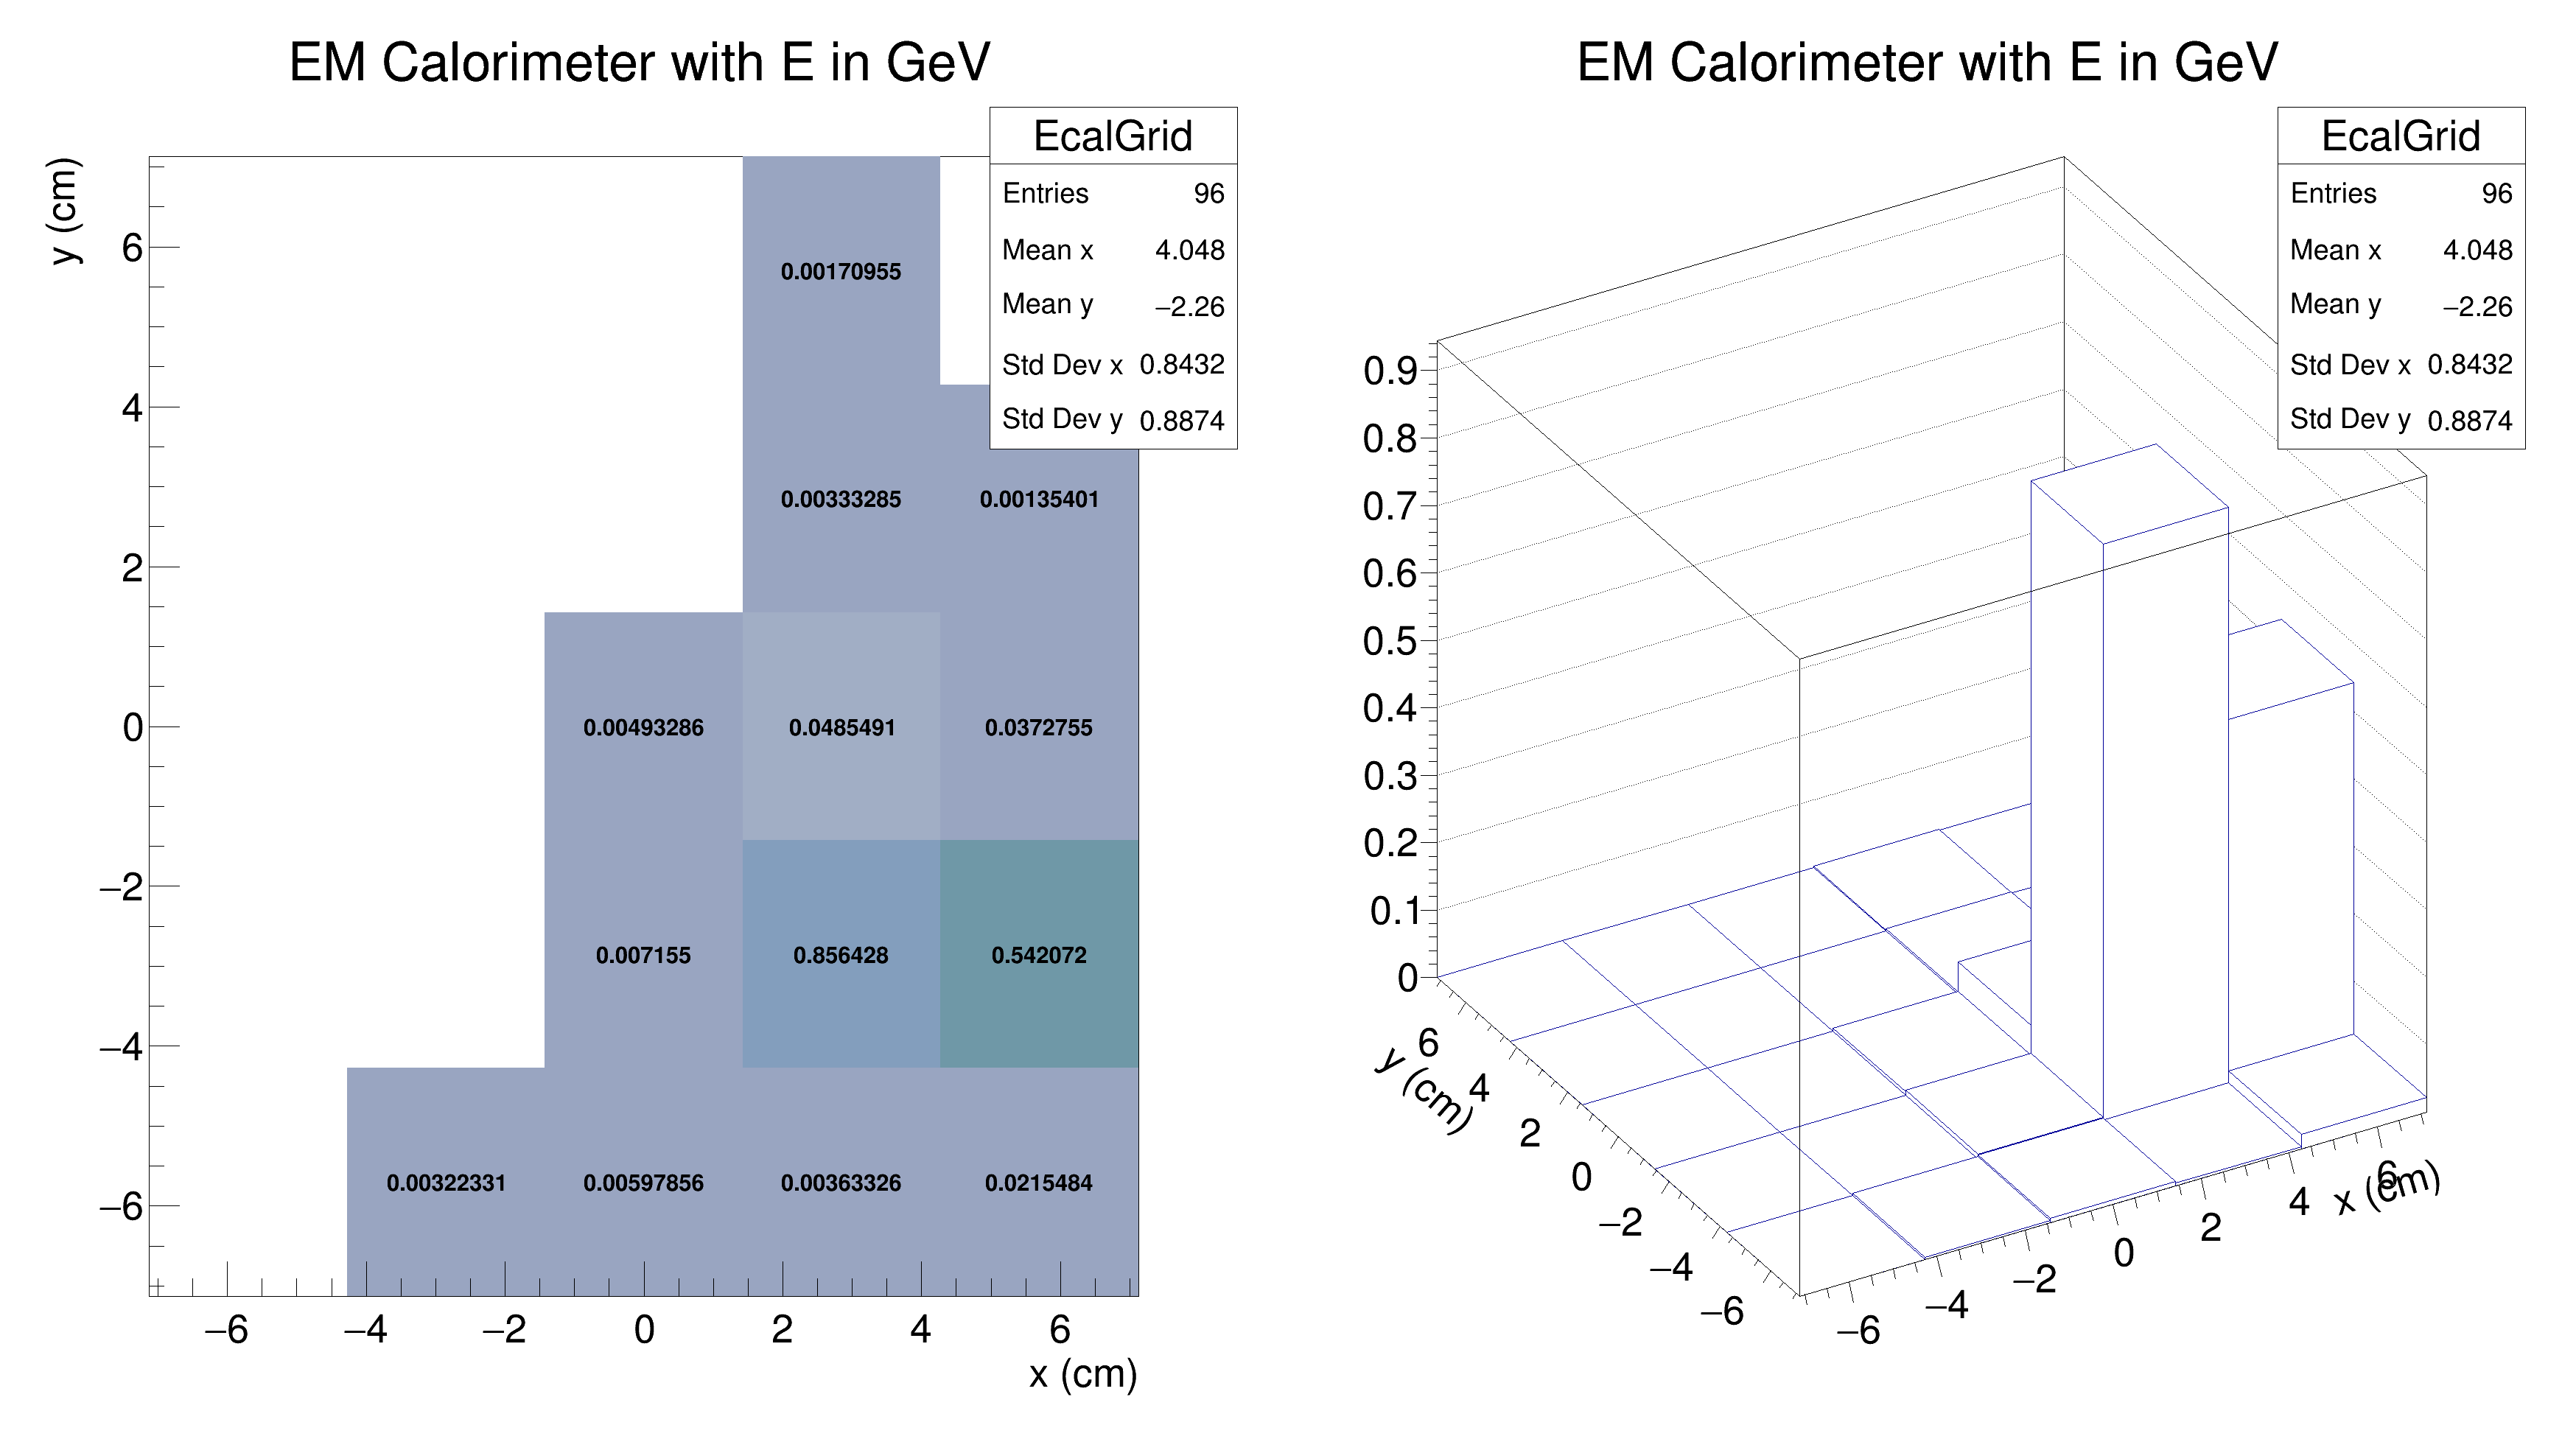 EM Calorimeter with E in GeV
EcalGrid
Entries 96
Mean x 4.048
Mean y −2.26
Std Dev x 0.8432
Std Dev y 0.8874
y (cm)
6
4
2
0
−2
−4
−6
0.00170955
0.00333285 0.00135401
0.00493286 0.0485491 0.0372755
0.007155 0.856428 0.542072
0.00322331 0.00597856 0.00363326 0.0215484
−6 −4 −2 0 2 4 6
x (cm)
EM Calorimeter with E in GeV
EcalGrid
Entries 96
Mean x 4.048
Mean y −2.26
Std Dev x 0.8432
Std Dev y 0.8874
0.9
0.8
0.7
0.6
0.5
0.4
0.3
0.2
0.1
0
y (cm)
6
4
2
0
−2
−4
−6
−6
−4
−2
0
2
4
6
x (cm)